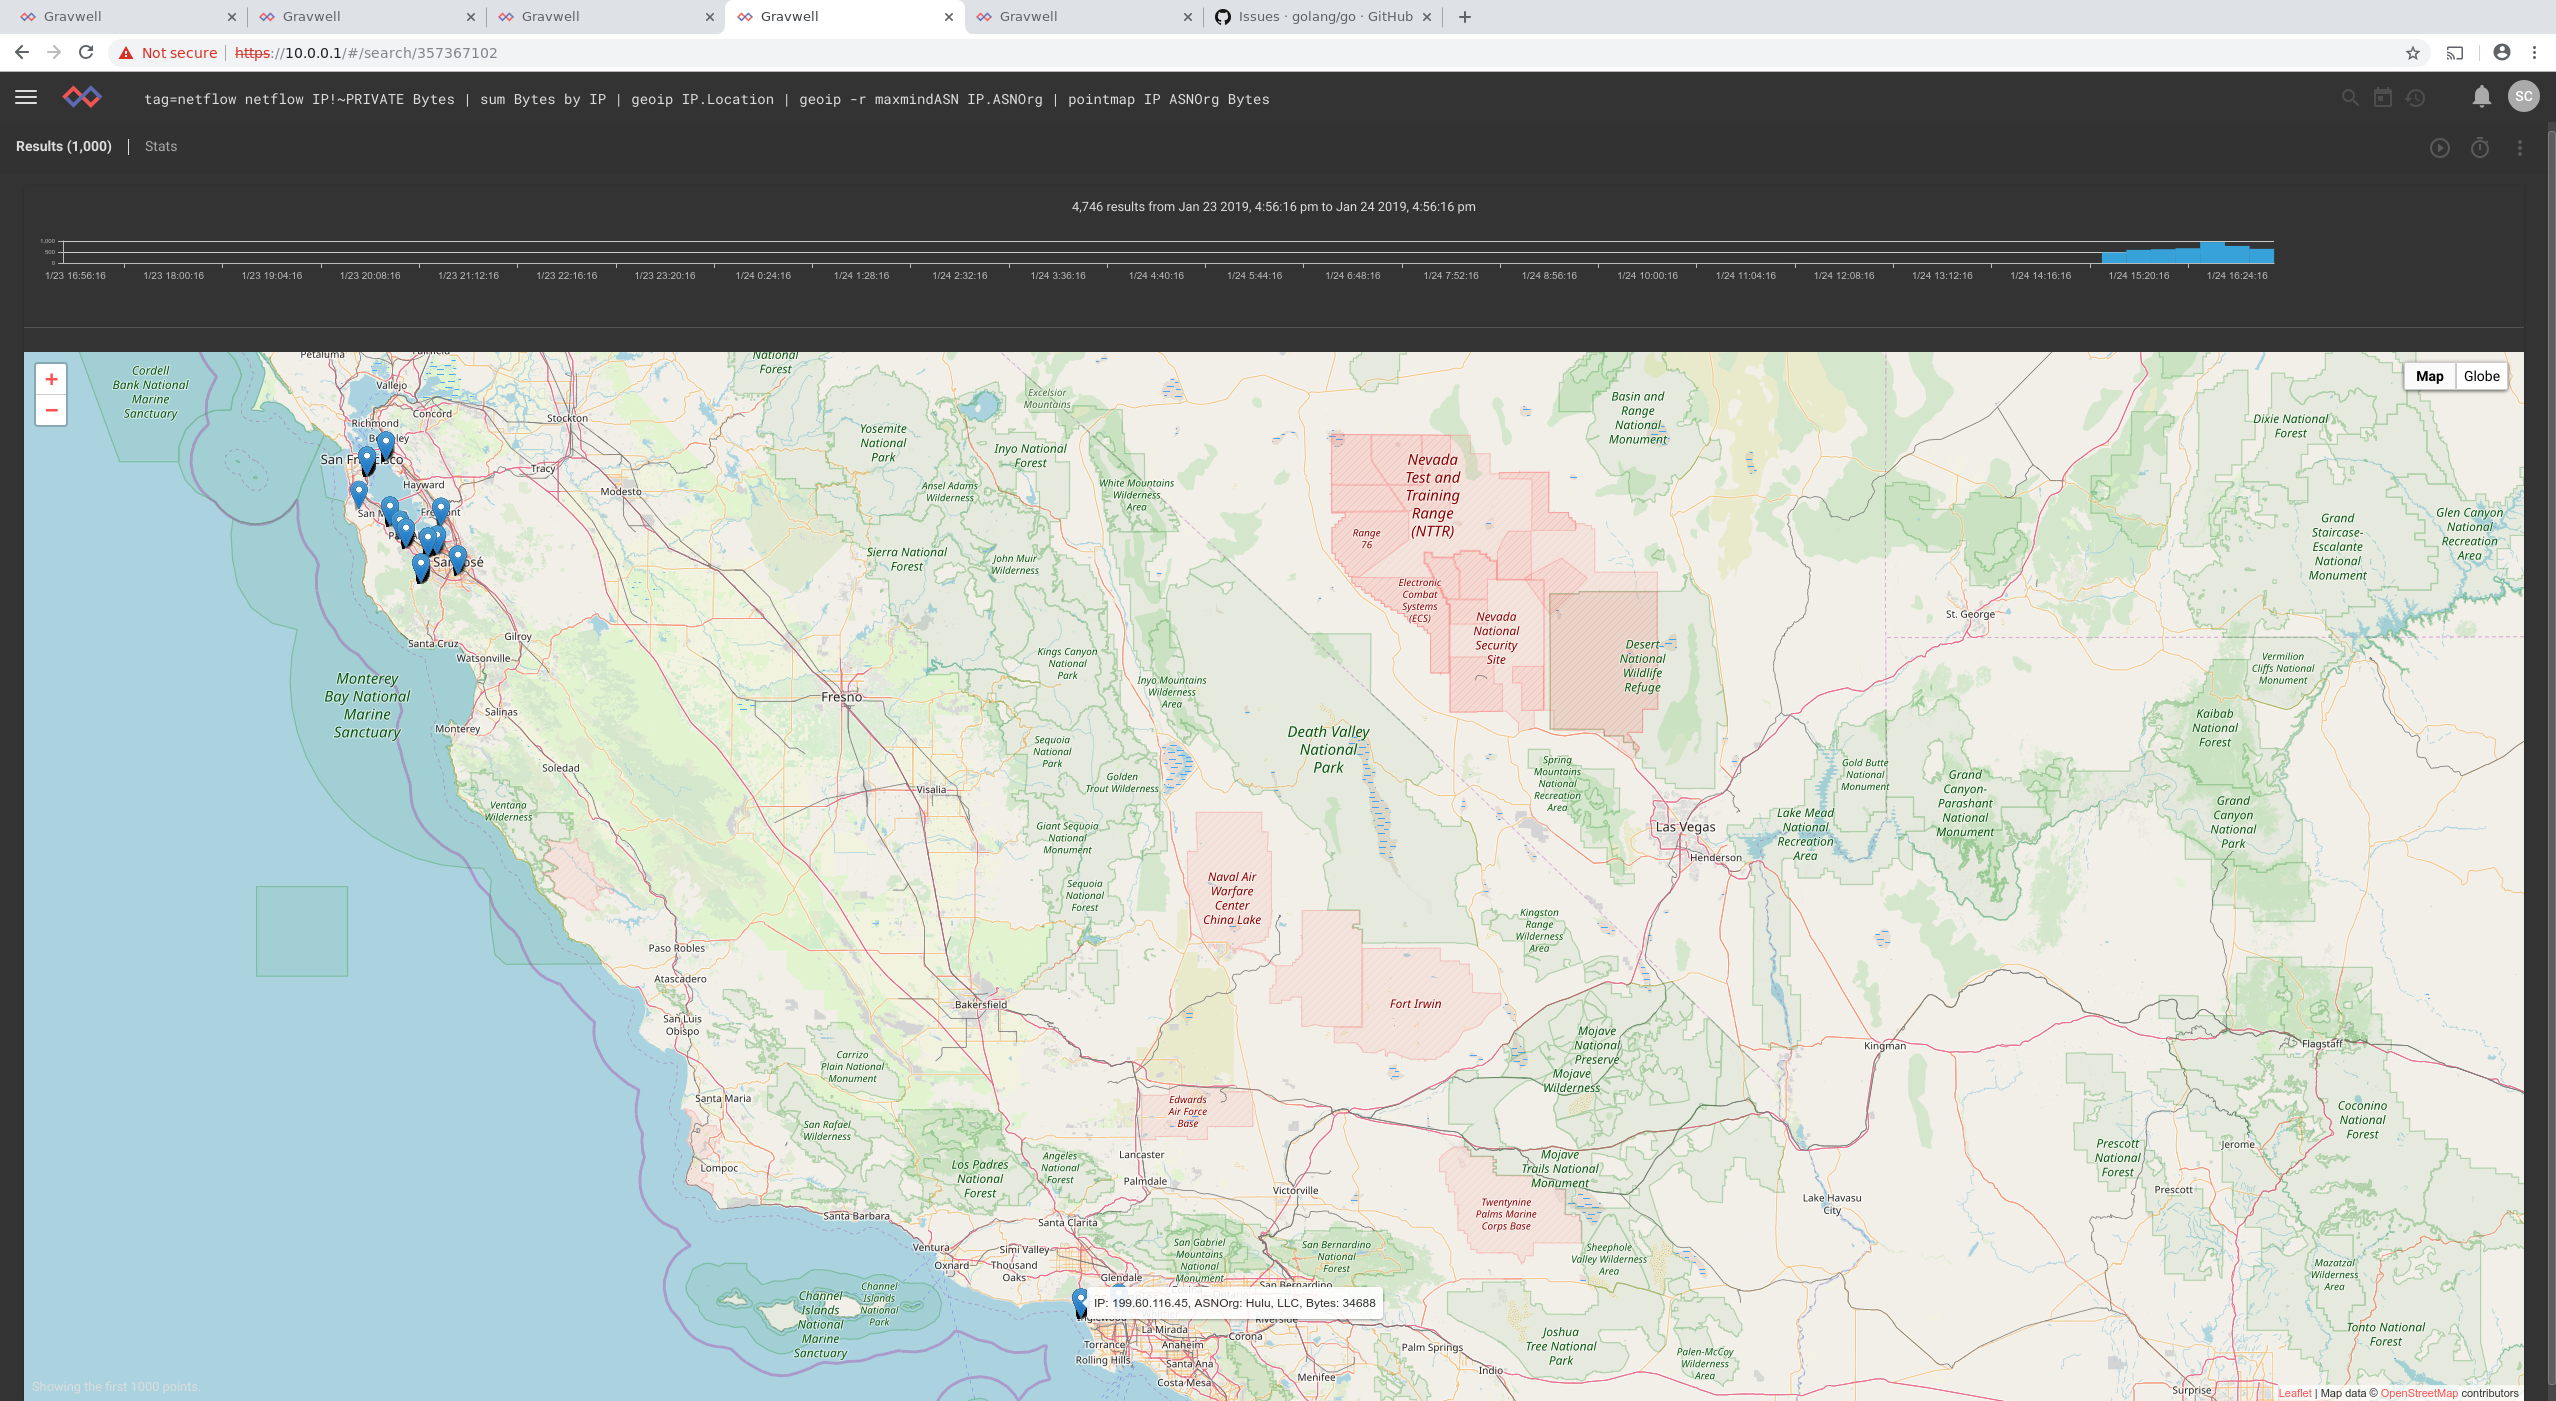 Gravwell
Gravwell
Gravwell
Gravwell
Gravwell
Issues · golang/go · GitHub
Not secure
https://10.0.0.1/#/search/357367102
tag=netflow netflow IP!~PRIVATE Bytes | sum Bytes by IP | geoip IP.Location | geoip -r maxmindASN IP.ASNOrg | pointmap IP ASNOrg Bytes
SC
Results (1,000)
Stats
4,746 results from Jan 23 2019, 4:56:16 pm to Jan 24 2019, 4:56:16 pm
1,000
500
0
1/23 16:56:16
1/23 18:00:16
1/23 19:04:16
1/23 20:08:16
1/23 21:12:16
1/23 22:16:16
1/23 23:20:16
1/24 0:24:16
1/24 1:28:16
1/24 2:32:16
1/24 3:36:16
1/24 4:40:16
1/24 5:44:16
1/24 6:48:16
1/24 7:52:16
1/24 8:56:16
1/24 10:00:16
1/24 11:04:16
1/24 12:08:16
1/24 13:12:16
1/24 14:16:16
1/24 15:20:16
1/24 16:24:16
+
−
Map
Globe
Cordell
Bank National
Marine
Sanctuary
Petaluma
Vallejo
Concord
Richmond
Stockton
Tracy
Hayward
Modesto
Santa Cruz
Gilroy
Watsonville
Monterey
Bay National
Marine
Sanctuary
Salinas
Monterey
Soledad
Ventana
Wilderness
National
Forest
Yosemite
National
Park
Excelsior
Mountains
Inyo National
Forest
Ansel Adams
Wilderness
White Mountains
Wilderness
Area
Sierra National
Forest
John Muir
Wilderness
Kings Canyon
National
Park
Inyo Mountains
Wilderness
Area
Fresno
Sequoia
National
Park
Golden
Trout Wilderness
Visalia
Giant Sequoia
National
Monument
Sequoia
National
Forest
Basin and
Range
National
Monument
Nevada
Test and
Training
Range
(NTTR)
Range
76
Electronic
Combat
Systems
(ECS)
Nevada
National
Security
Site
Desert
National
Wildlife
Refuge
Death Valley
National
Park
Spring
Mountains
National
Recreation
Area
Las Vegas
Henderson
Dixie National
Forest
Glen Canyon
National
Recreation
Area
Grand
Staircase-
Escalante
National
Monument
St. George
Vermilion
Cliffs National
Monument
Kaibab
National
Forest
Gold Butte
National
Monument
Grand
Canyon-
Parashant
National
Monument
Lake Mead
National
Recreation
Area
Grand
Canyon
National
Park
Naval Air
Warfare
Center
China Lake
Kingston
Range
Wilderness
Area
Fort Irwin
Paso Robles
Atascadero
San Luis
Obispo
Bakersfield
Carrizo
Plain National
Monument
Santa Maria
San Rafael
Wilderness
Lompoc
Los Padres
National
Forest
Angeles
National
Forest
Edwards
Air Force
Base
Lancaster
Palmdale
Victorville
Mojave
National
Preserve
Mojave
Wilderness
Kingman
Flagstaff
Coconino
National
Forest
Prescott
National
Forest
Jerome
Prescott
Mojave
Trails National
Monument
Twentynine
Palms Marine
Corps Base
Lake Havasu
City
Sheephole
Valley Wilderness
Area
Santa Barbara
Santa Clarita
Ventura
Oxnard
Simi Valley
Thousand
Oaks
Glendale
San Gabriel
Mountains
National
Monument
San Bernardino
National
Forest
San Bernardino
Channel
Islands
National
Marine
Sanctuary
Channel
Islands
National
Park
IP: 199.60.116.45, ASNOrg: Hulu, LLC, Bytes: 34688
Riverside
La Mirada
Torrance
Anaheim
Corona
Rolling Hills
Santa Ana
Costa Mesa
Menifee
Palm Springs
Indio
Joshua
Tree National
Park
Palen-McCoy
Wilderness
Area
Mazatzal
Wilderness
Area
Tonto National
Forest
Surprise
Showing the first 1000 points.
Leaflet | Map data © OpenStreetMap contributors